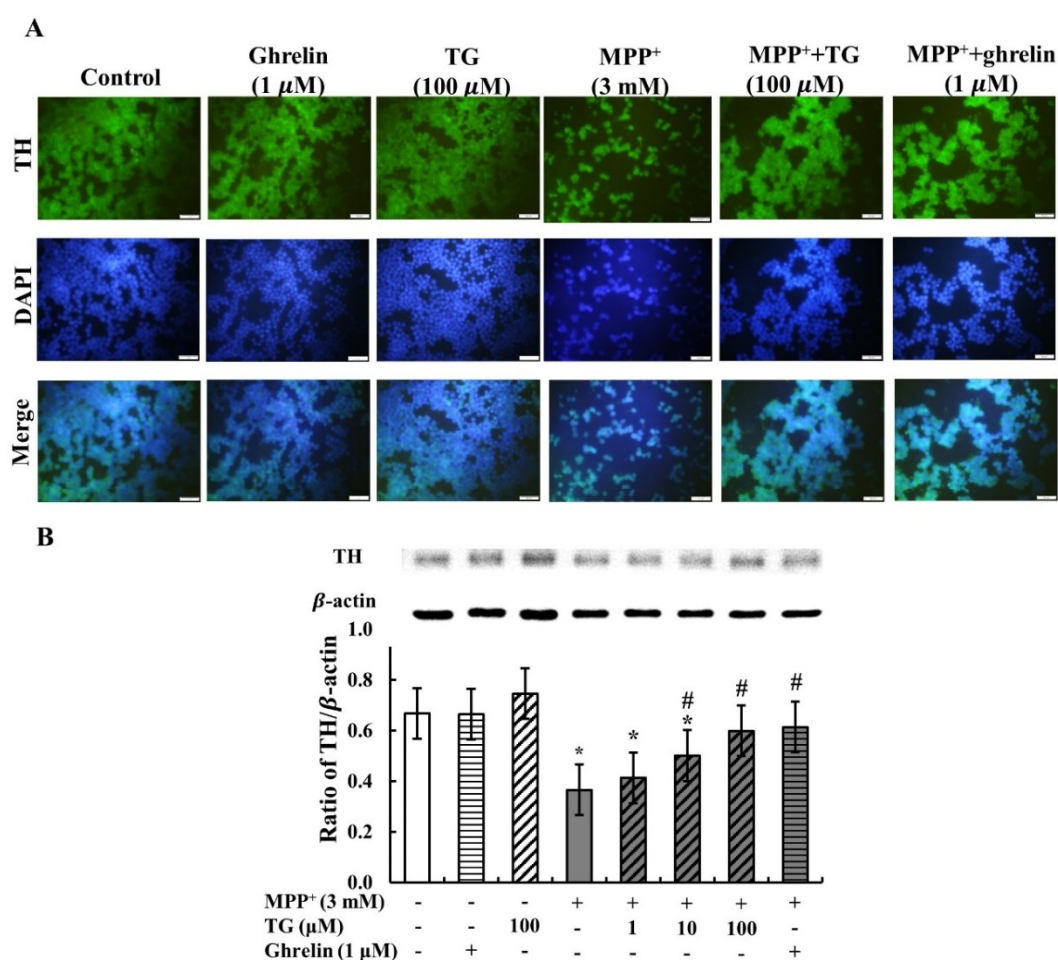 A
Control
Ghrelin
(1 μM)
TG
(100 μM)
MPP⁺
(3 mM)
MPP⁺+TG
(100 μM)
MPP⁺+ghrelin
(1 μM)
TH
DAPI
Merge
B
TH
β-actin
1.0
0.8
0.6
0.4
0.2
0.0
Ratio of TH/β-actin
* * # * # #
MPP⁺ (3 mM) - - - + + + + +
TG (μM) - - 100 - 1 10 100 -
Ghrelin (1 μM) - + - - - - - +